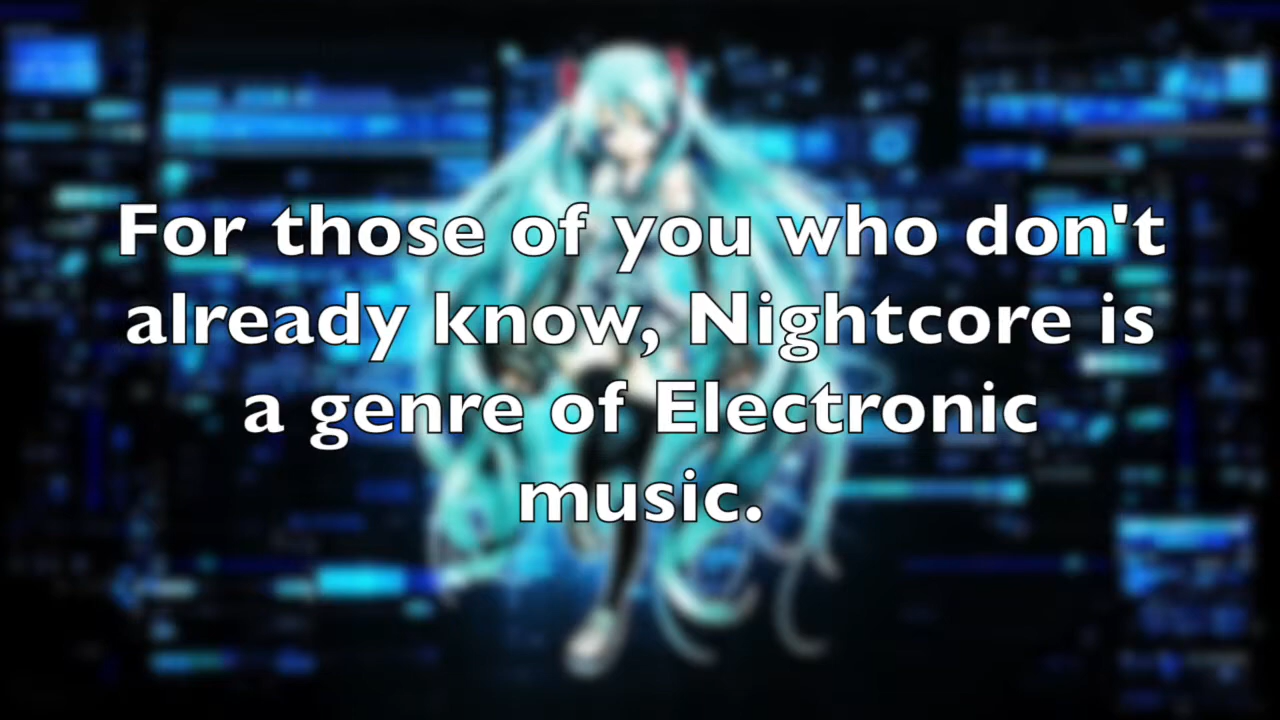 For those of you who don't
already know, Nightcore is
a genre of Electronic
music.